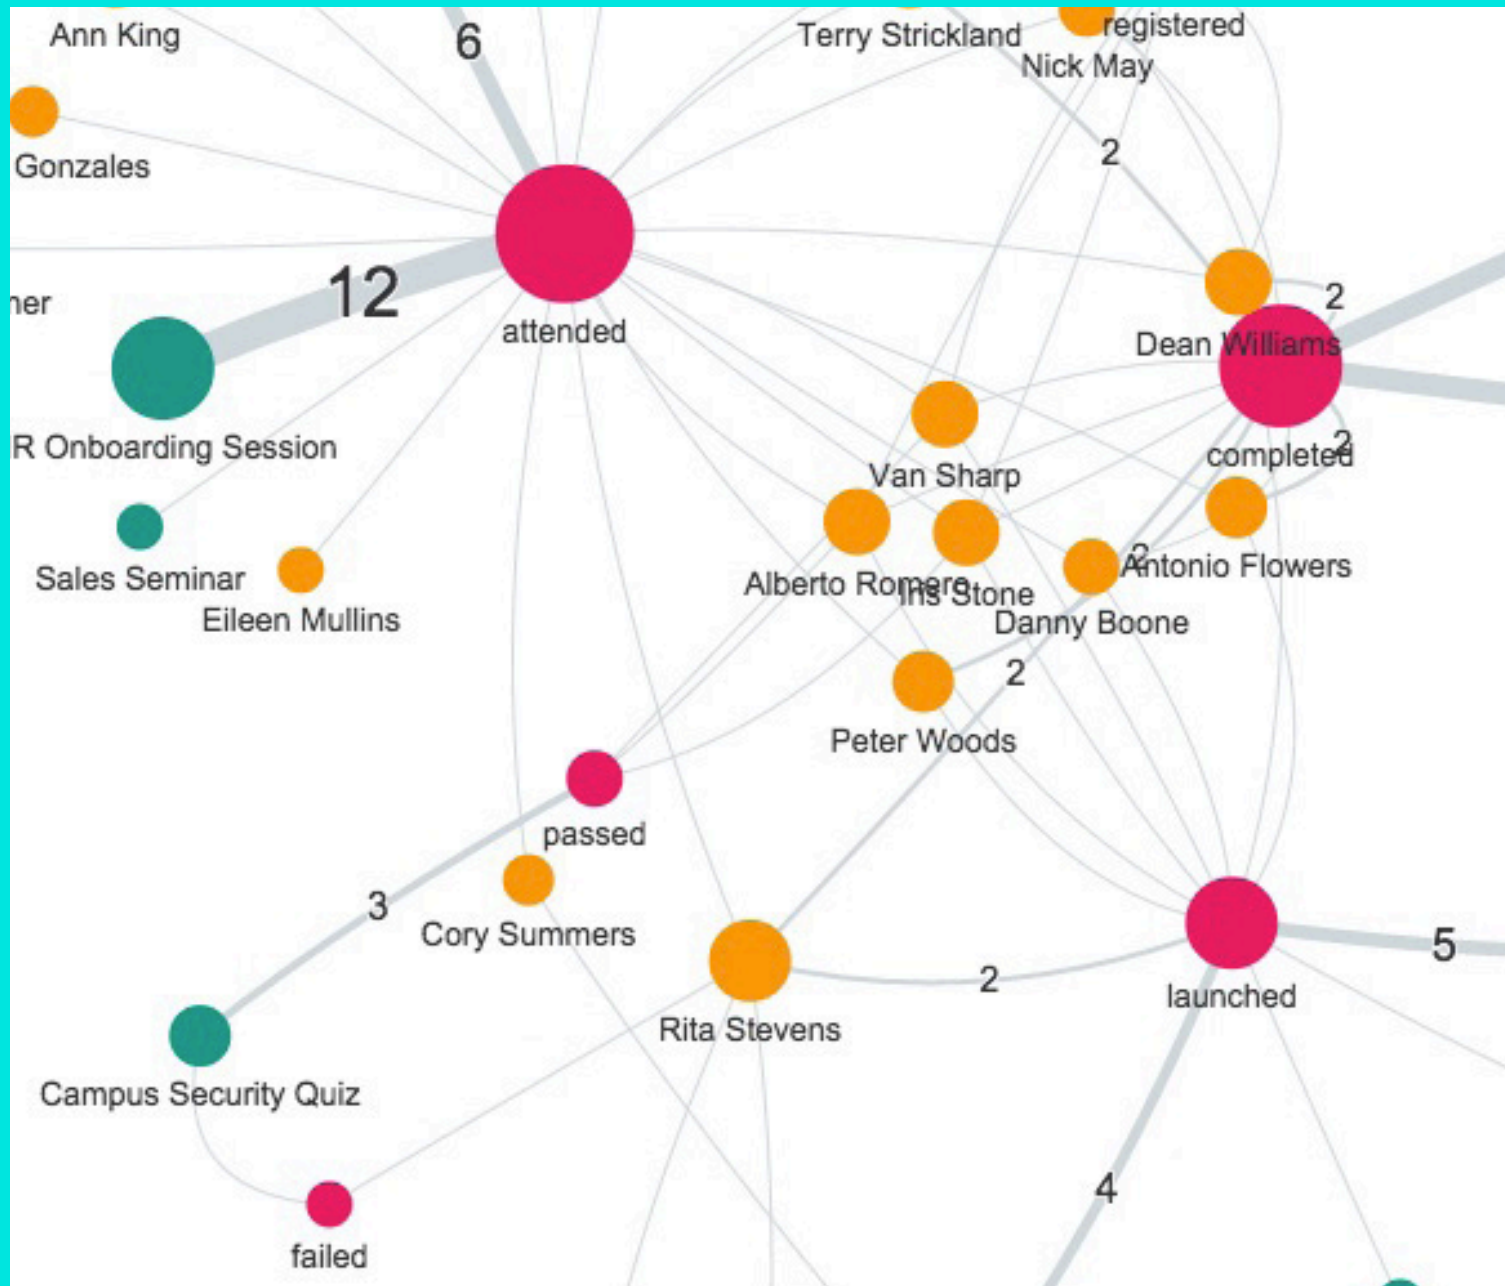 Ann King
6
Terry Strickland
registered
Nick May
2
Gonzales
12
ner
attended
2
Dean Williams
R Onboarding Session
2
completed
Van Sharp
Sales Seminar
Eileen Mullins
2
Antonio Flowers
Alberto Romero
Iris Stone
Danny Boone
2
Peter Woods
passed
3
Cory Summers
5
2
launched
Rita Stevens
Campus Security Quiz
4
failed